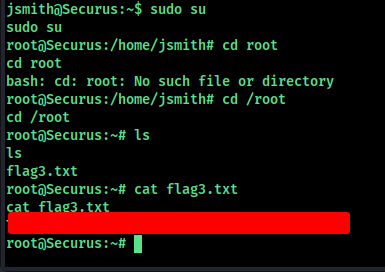 jsmith@Securus:~$ sudo su
sudo su
root@Securus:/home/jsmith# cd root
cd root
bash: cd: root: No such file or directory
root@Securus:/home/jsmith# cd /root
cd /root
root@Securus:~# ls
ls
flag3.txt
root@Securus:~# cat flag3.txt
cat flag3.txt
root@Securus:~#